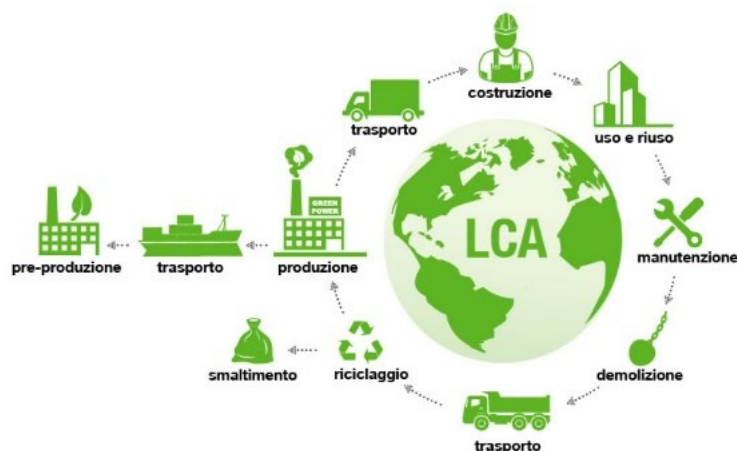 costruzione
trasporto
uso e riuso
GREEN
POWER
LCA
pre-produzione
trasporto
produzione
manutenzione
smaltimento
riciclaggio
demolizione
trasporto